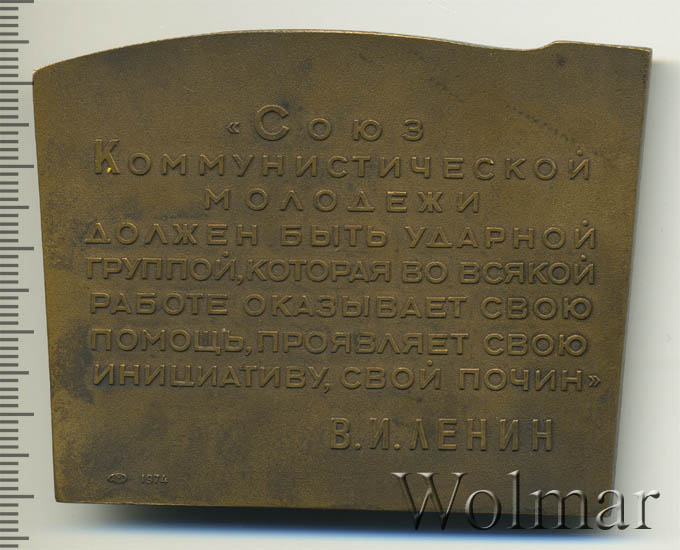 «Союз
Коммунистической
молодежи
должен быть ударной
группой, которая во всякой
работе оказывает свою
помощь, проявляет свою
инициативу, свой почин»
В. И. ЛЕНИН
1974
Wolmar